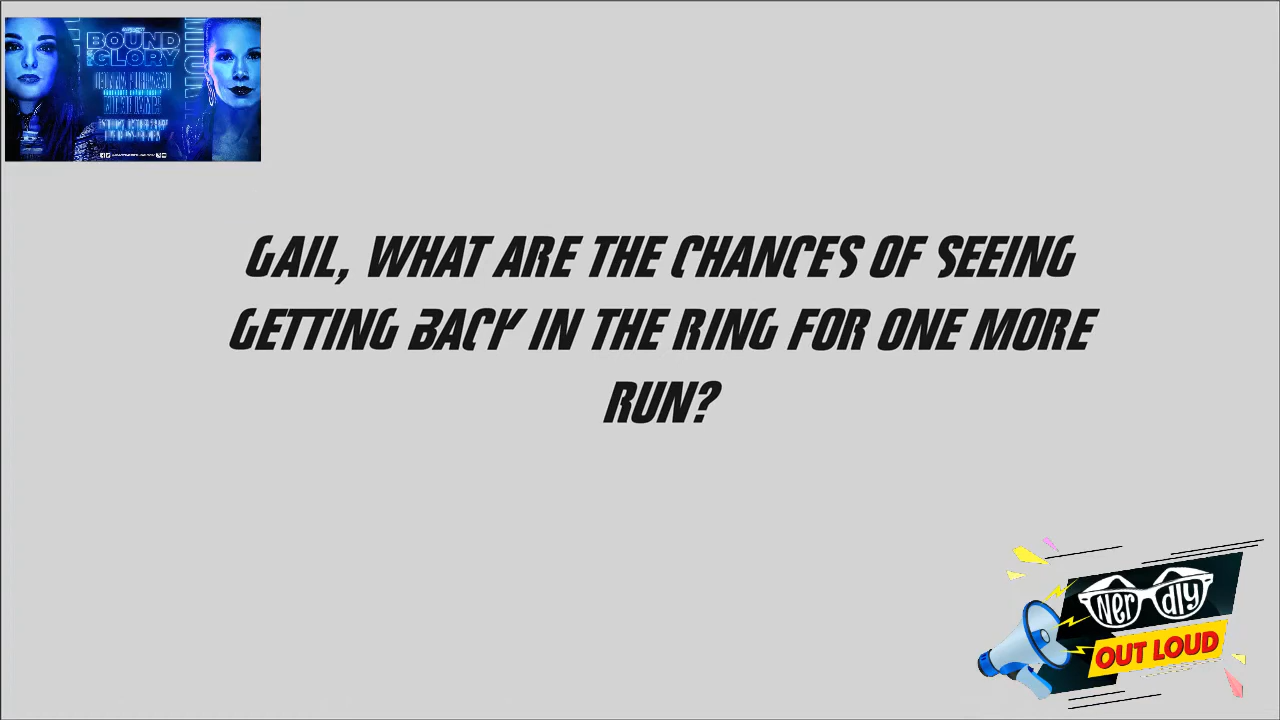 BOUND
FOR GLORY
GAIL, WHAT ARE THE CHANCES OF SEEING
GETTING BACK IN THE RING FOR ONE MORE
RUN?
Nerdly
OUT LOUD